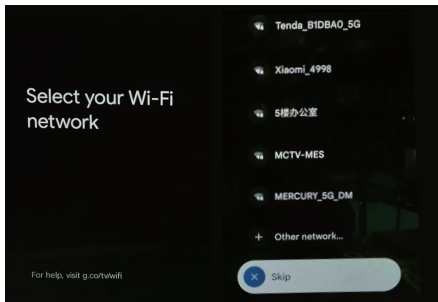 Select your Wi-Fi
network
For help, visit g.co/tv/wifi
Tenda_B1DBA0_5G
Xiaomi_4998
5楼办公室
MCTV-MES
MERCURY_5G_DM
Other network...
Skip